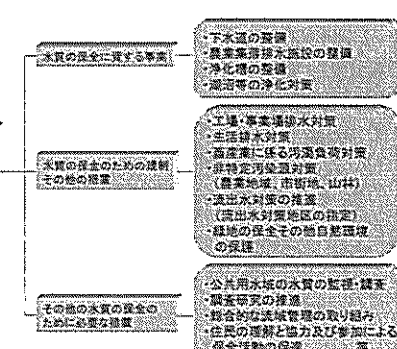 水質の保全に資する事業
・下水道の整備
・農業集落排水施設の整備
・浄化槽の整備
・湖沼等の浄化対策
水質の保全のための規制
その他の措置
・工場・事業場排水対策
・生活排水対策
・畜産業に係る汚濁負荷対策
・非特定汚染源対策
(農業地域、市街地、山林)
・流出水対策の推進
(流出水対策地区の指定)
・緑地の保全その他自然環境
の保護
その他の水質の保全の
ために必要な措置
・公共用水域の水質の監視・調査
・調査研究の推進
・総合的な流域管理の取り組み
・住民の理解と協力及び参加による
保全活動の促進 等